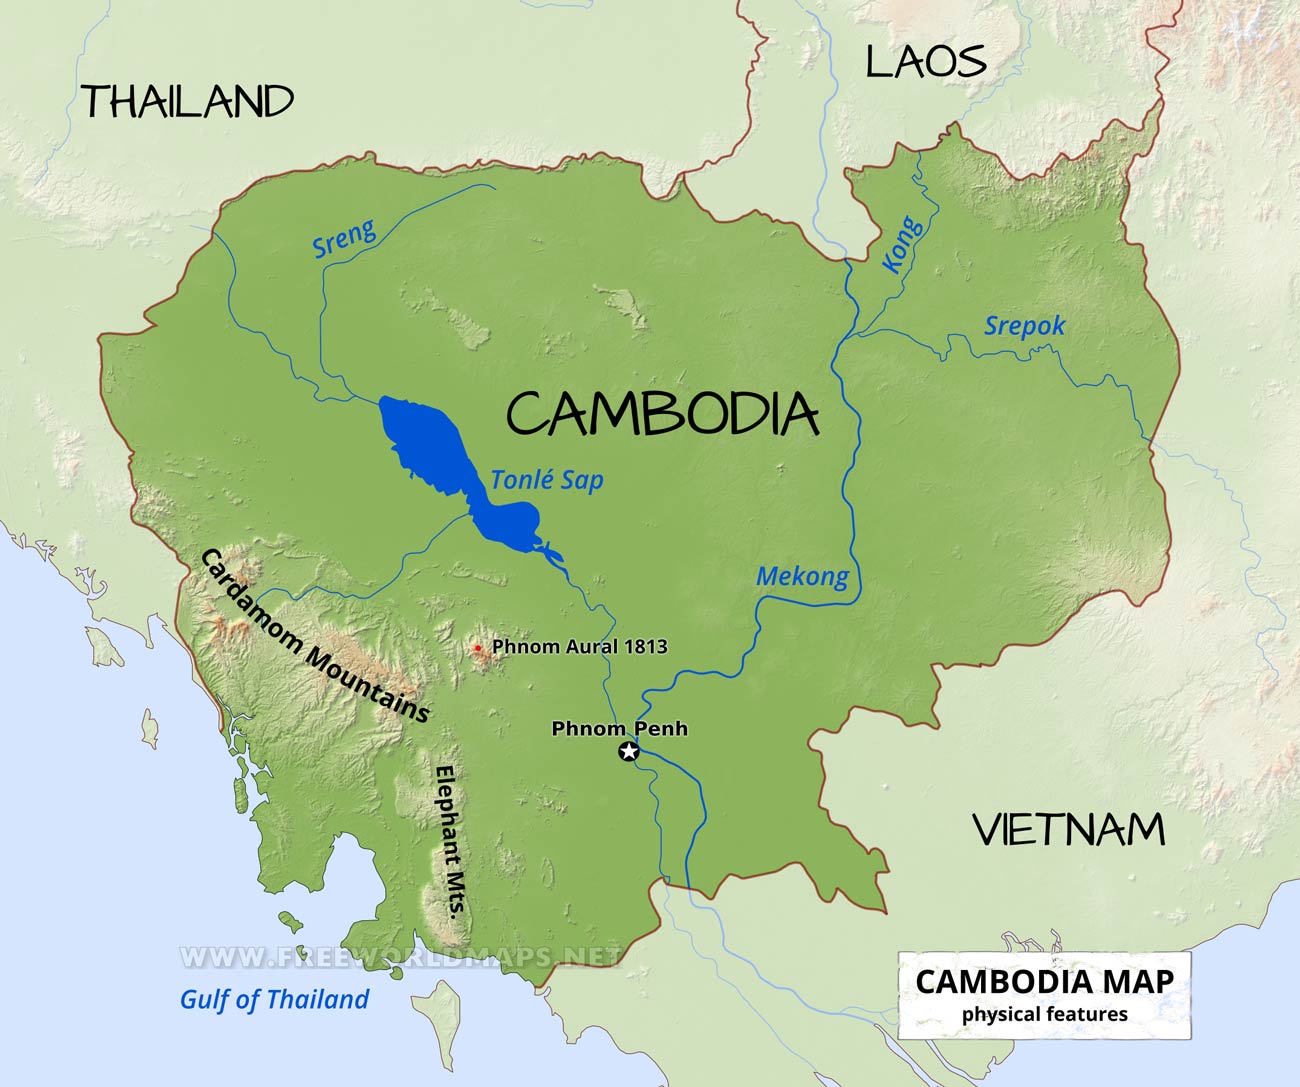 LAOS
THAILAND
Sreng
Kong
Srepok
CAMBODIA
Tonlé Sap
Mekong
Cardamom Mountains
Phnom Aural 1813
Phnom Penh
Elephant Mts.
VIETNAM
WWW.FREEWORLDMAPS.NET
Gulf of Thailand
CAMBODIA MAP
physical features